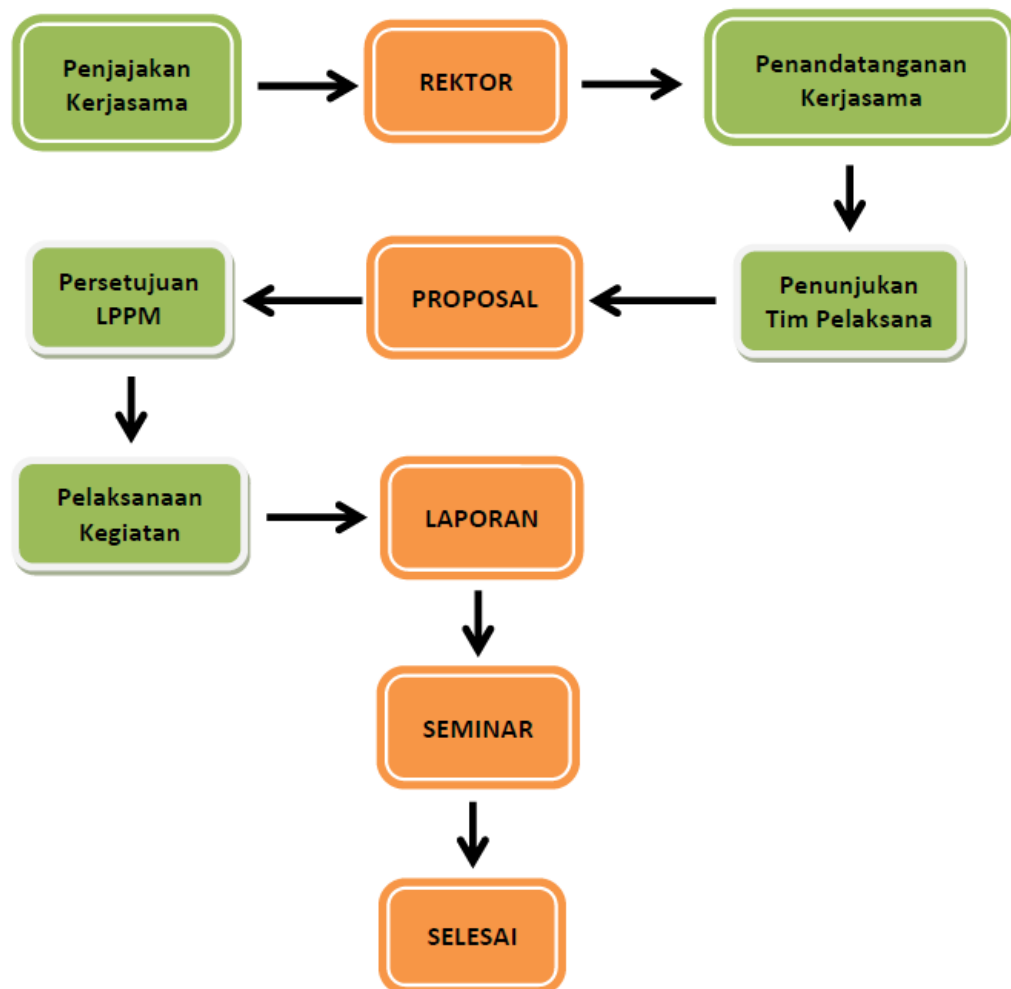 Penjajakan
Kerjasama
REKTOR
Penandatanganan
Kerjasama
Penunjukan
Tim Pelaksana
PROPOSAL
Persetujuan
LPPM
Pelaksanaan
Kegiatan
LAPORAN
SEMINAR
SELESAI